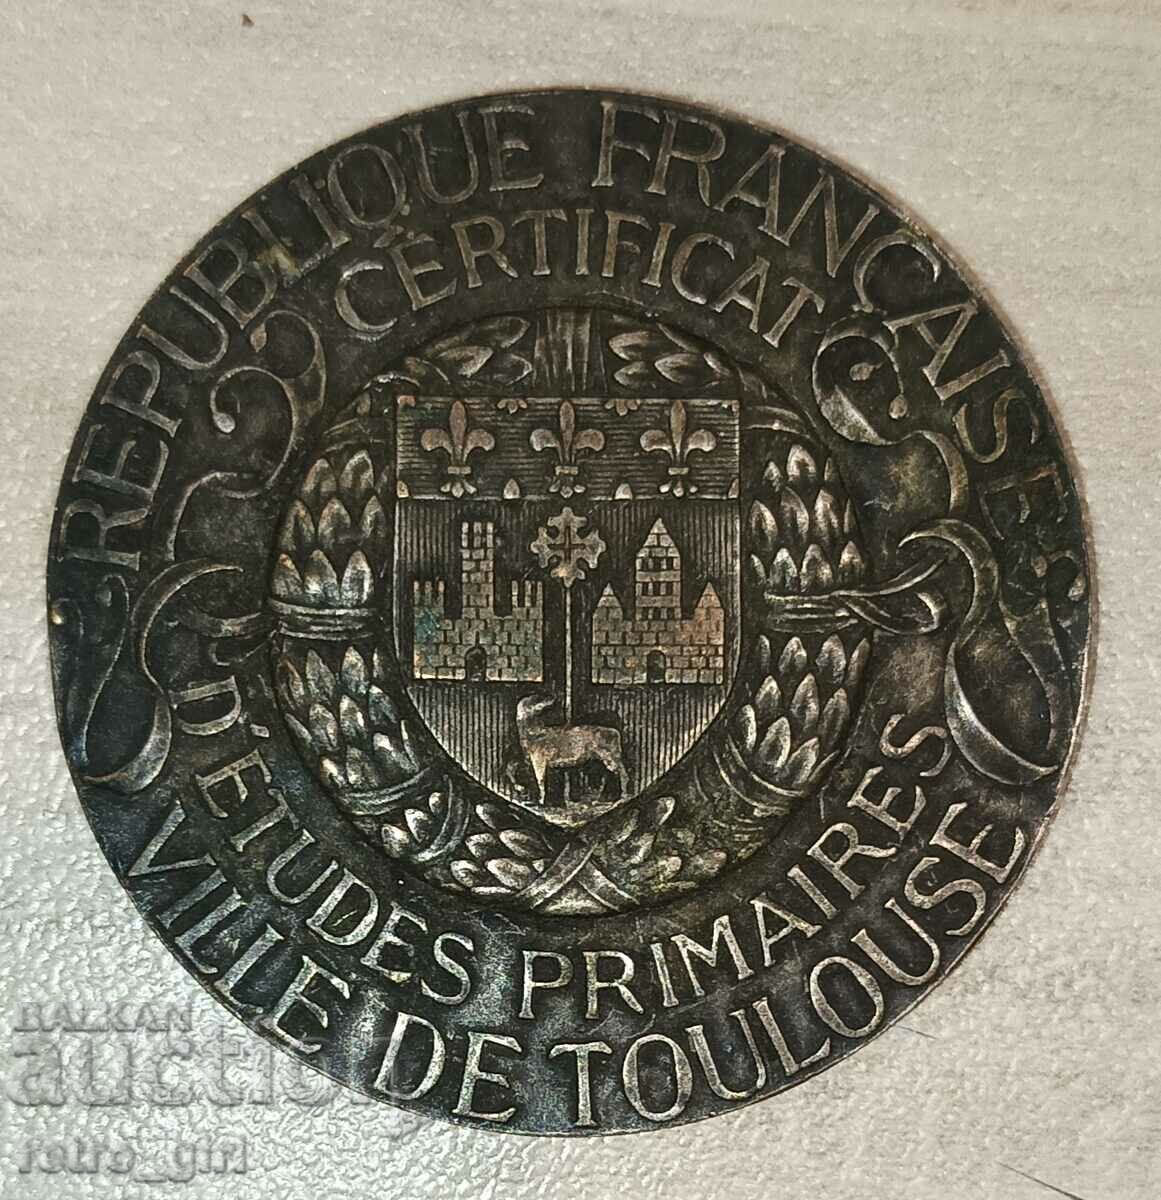 REPUBLIQUE FRANÇAISE
CERTIFICAT
D'ÉTUDES PRIMAIRES
VILLE DE TOULOUSE
BALKAN
auction
retro_girl